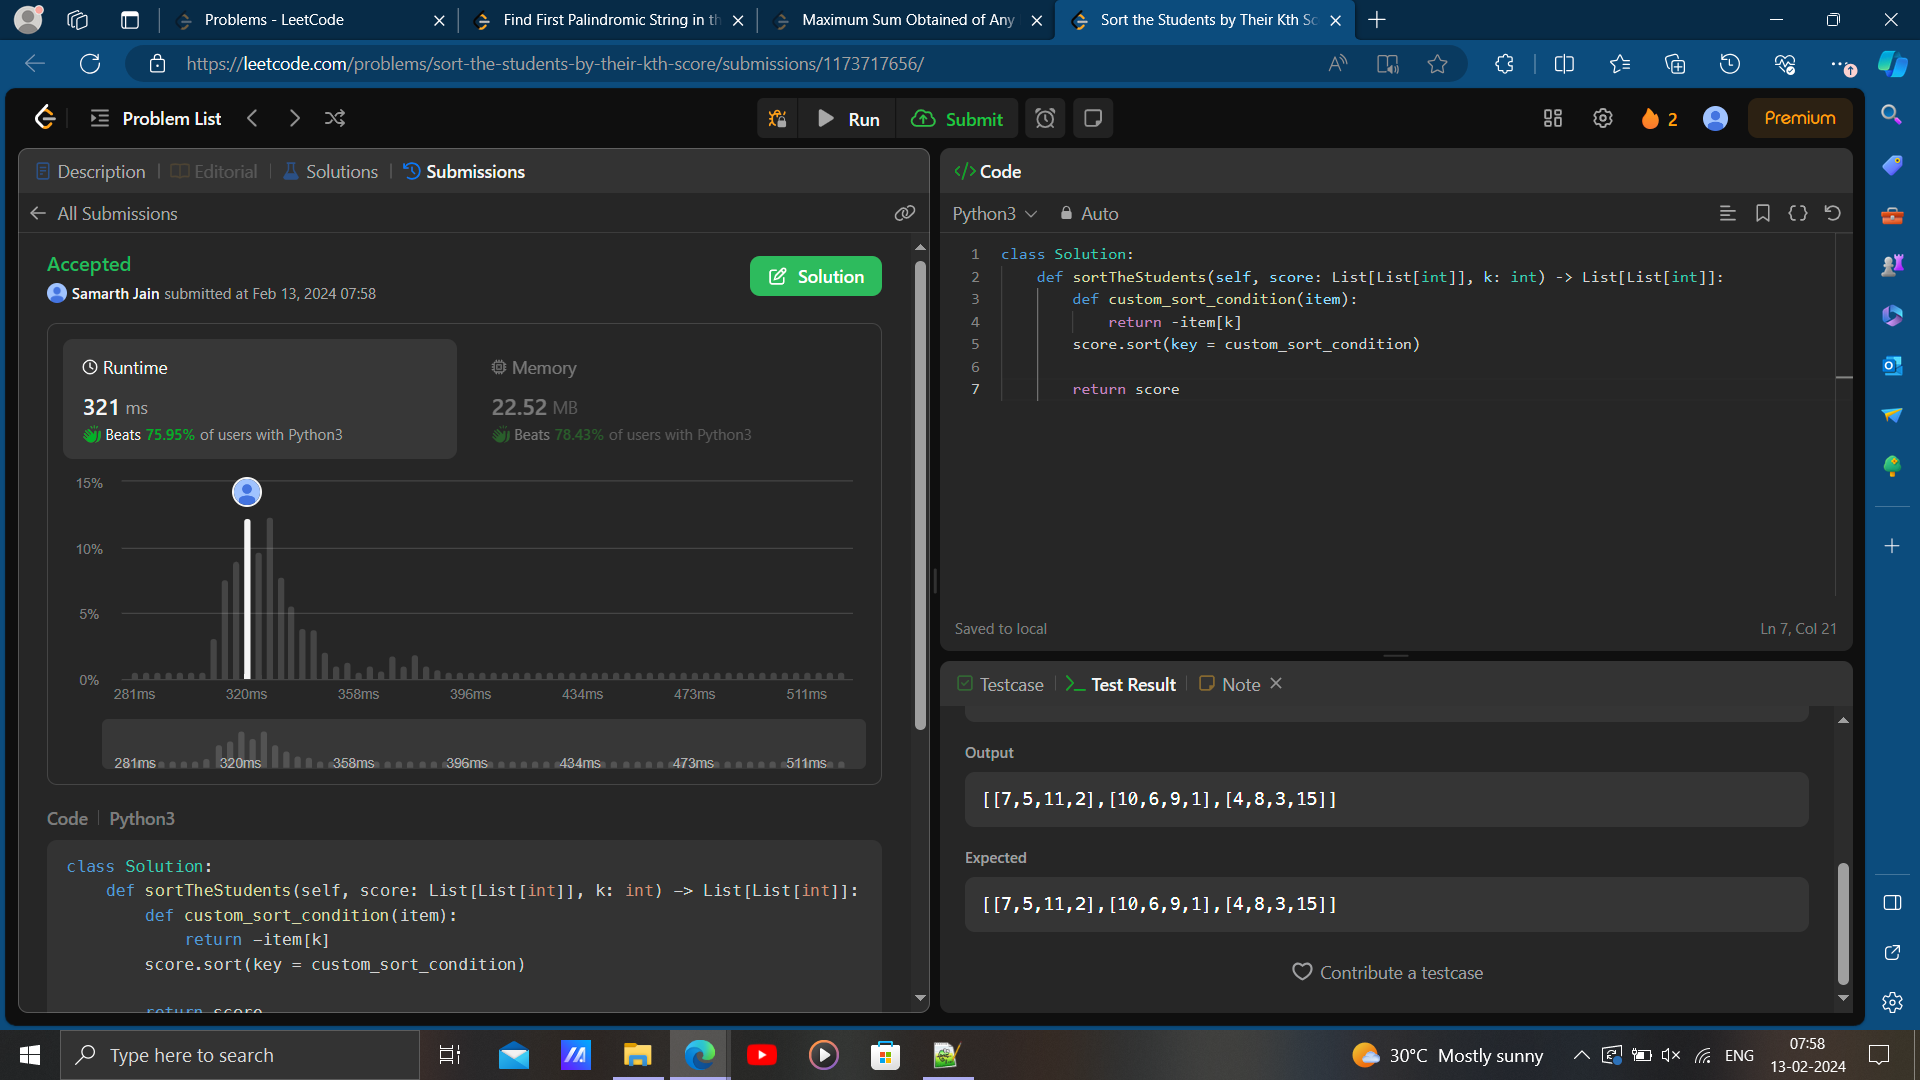 Problems - LeetCode
Find First Palindromic String in th
Maximum Sum Obtained of Any
Sort the Students by Their Kth Sc
https://leetcode.com/problems/sort-the-students-by-their-kth-score/submissions/1173717656/
Problem List
Run
Submit
2
Premium
Description
Editorial
Solutions
Submissions
All Submissions
Accepted
Samarth Jain submitted at Feb 13, 2024 07:58
Solution
Runtime
321 ms
Beats 75.95% of users with Python3
Memory
22.52 MB
Beats 78.43% of users with Python3
15%
10%
5%
0%
281ms 320ms 358ms 396ms 434ms 473ms 511ms
281ms 320ms 358ms 396ms 434ms 473ms 511ms
Code
Python3
class Solution:
def sortTheStudents(self, score: List[List[int]], k: int) -> List[List[int]]:
def custom_sort_condition(item):
return -item[k]
score.sort(key = custom_sort_condition)
return score
Code
Python3
Auto
1 class Solution:
2 def sortTheStudents(self, score: List[List[int]], k: int) -> List[List[int]]:
3 def custom_sort_condition(item):
4 return -item[k]
5 score.sort(key = custom_sort_condition)
6
7 return score
Saved to local
Ln 7, Col 21
Testcase
Test Result
Note
Output
[[7,5,11,2],[10,6,9,1],[4,8,3,15]]
Expected
[[7,5,11,2],[10,6,9,1],[4,8,3,15]]
Contribute a testcase
Type here to search
30°C Mostly sunny
ENG
07:58
13-02-2024